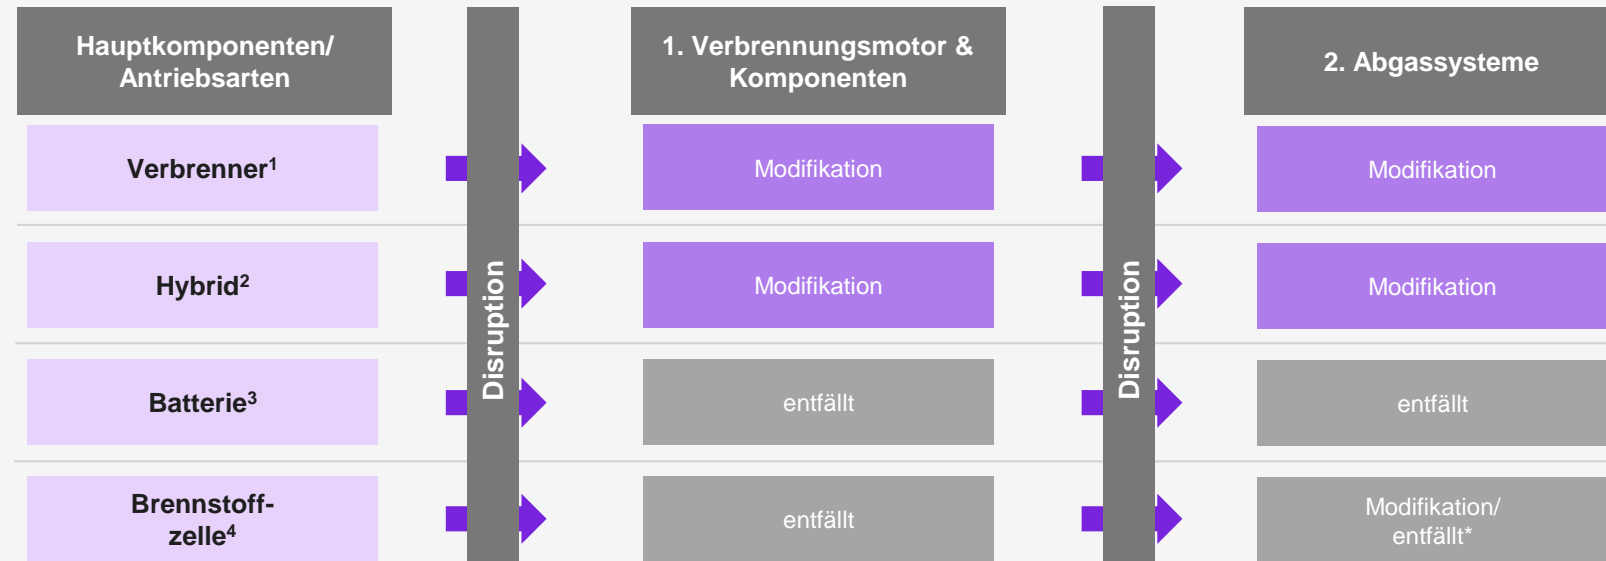 Hauptkomponenten/
Antriebsarten
1. Verbrennungsmotor &
Komponenten
2. Abgassysteme
Disruption
Disruption
Verbrenner¹
Modifikation
Modifikation
Hybrid²
Modifikation
Modifikation
Batterie³
entfällt
entfällt
Brennstoff-
zelle⁴
entfällt
Modifikation/
entfällt*